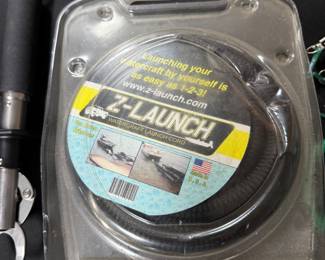 Launching your
watercraft by yourself is
as easy as 1-2-3!
www.z-launch.com
Z-LAUNCH
WATERCRAFT LAUNCH CORD
U.S.A.